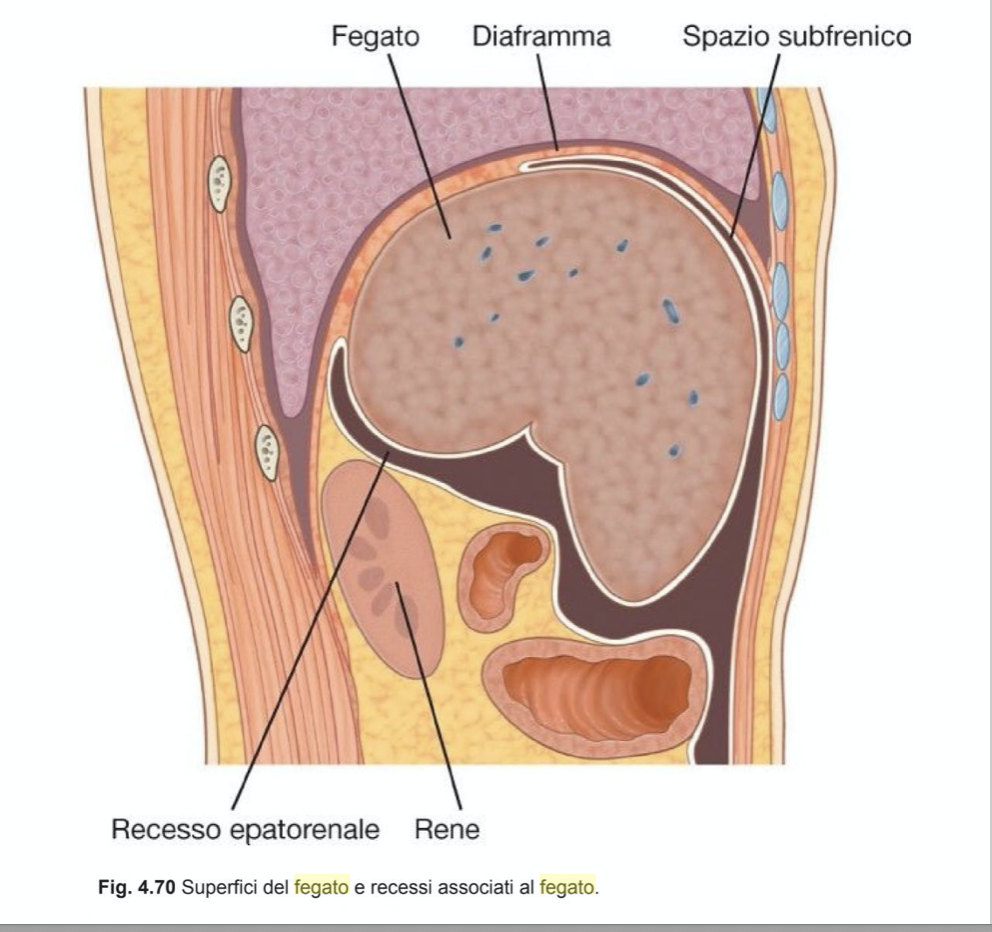 Fegato Diaframma Spazio subfrenico
Recesso epatorenale Rene
Fig. 4.70 Superfici del fegato e recessi associati al fegato.